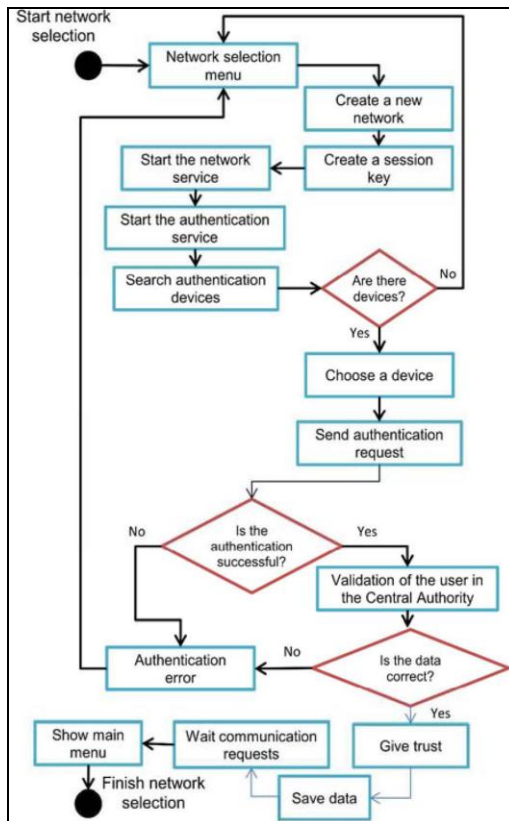 Start network
selection
Network selection
menu
Create a new
network
Start the network
service
Create a session
key
Start the authentication
service
Search authentication
devices
Are there
devices?
No
Yes
Choose a device
Send authentication
request
No
Is the
authentication
successful?
Yes
Validation of the user in
the Central Authority
Authentication
error
No
Is the data
correct?
Yes
Show main
menu
Wait communication
requests
Give trust
Finish network
selection
Save data